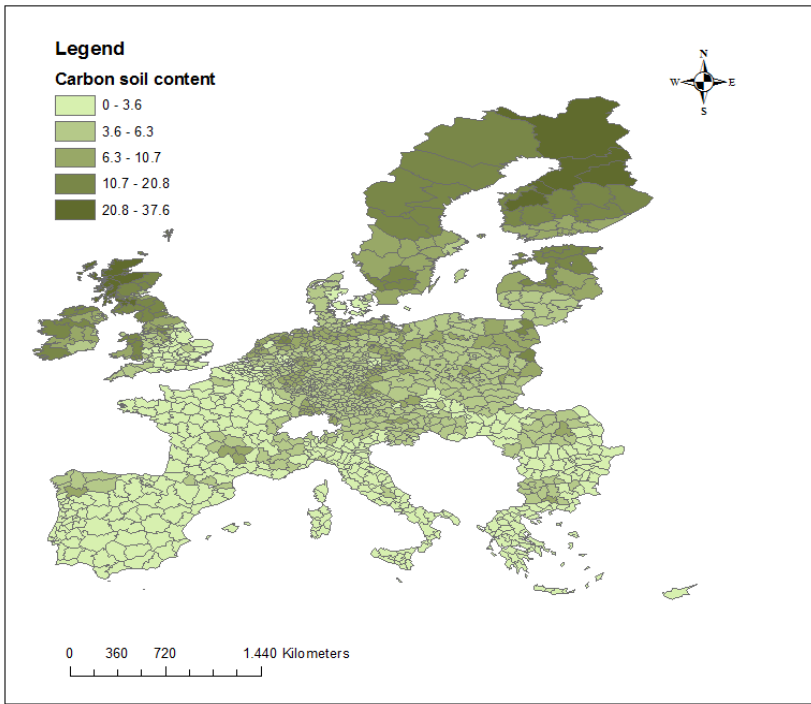 Legend
Carbon soil content
0 - 3.6
3.6 - 6.3
6.3 - 10.7
10.7 - 20.8
20.8 - 37.6
N
W E
S
0 360 720 1.440 Kilometers